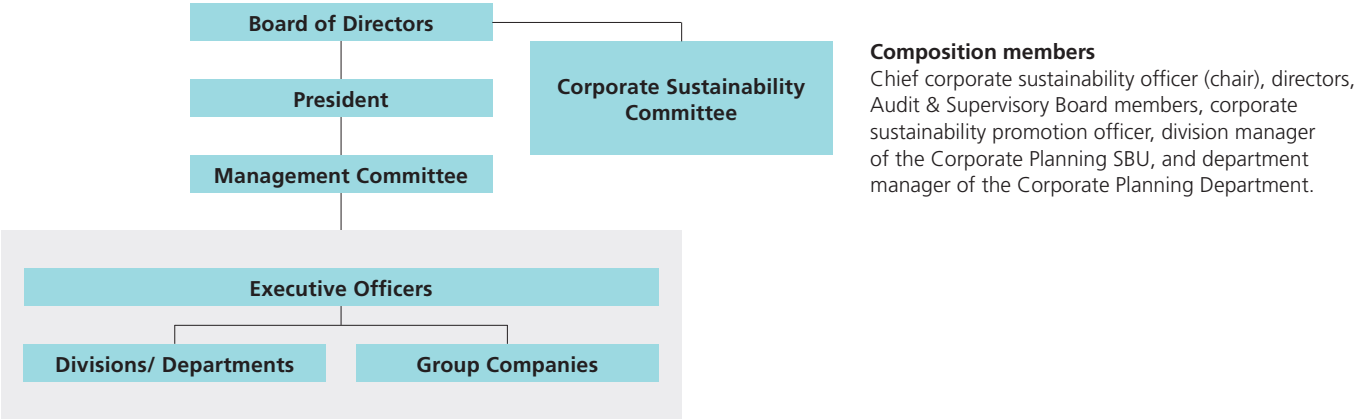 Board of Directors
President
Corporate Sustainability
Committee
Management Committee
Executive Officers
Divisions/ Departments
Group Companies
Composition members
Chief corporate sustainability officer (chair), directors,
Audit & Supervisory Board members, corporate
sustainability promotion officer, division manager
of the Corporate Planning SBU, and department
manager of the Corporate Planning Department.